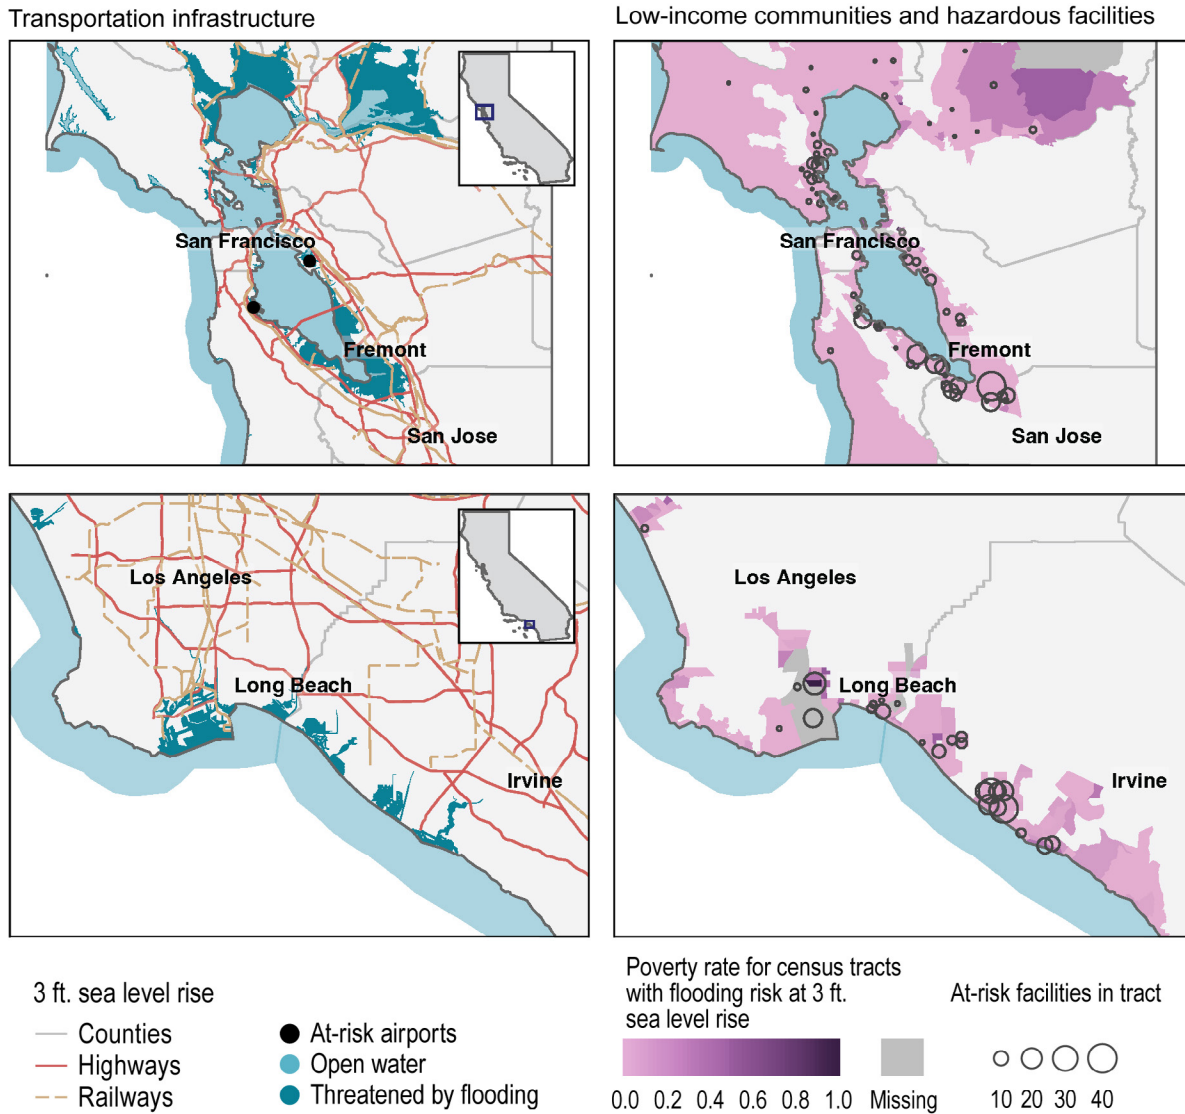 Transportation infrastructure
Low-income communities and hazardous facilities
San Francisco
Fremont
San Jose
San Francisco
Fremont
San Jose
Los Angeles
Long Beach
Irvine
Los Angeles
Long Beach
Irvine
3 ft. sea level rise
Counties
Highways
Railways
At-risk airports
Open water
Threatened by flooding
Poverty rate for census tracts
with flooding risk at 3 ft.
sea level rise
0.0 0.2 0.4 0.6 0.8 1.0
Missing
At-risk facilities in tract
10 20 30 40